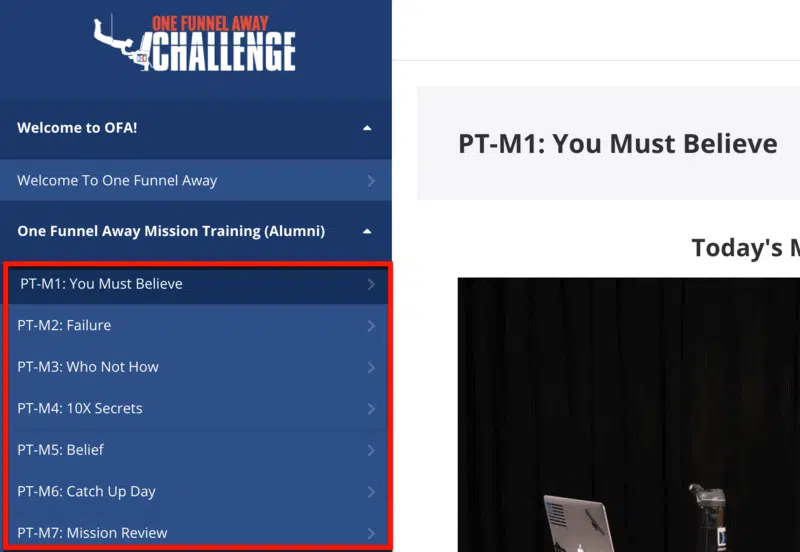 ONE FUNNEL AWAY
CHALLENGE
Welcome to OFA!
Welcome To One Funnel Away
One Funnel Away Mission Training (Alumni)
PT-M1: You Must Believe
PT-M2: Failure
PT-M3: Who Not How
PT-M4: 10X Secrets
PT-M5: Belief
PT-M6: Catch Up Day
PT-M7: Mission Review
PT-M1: You Must Believe
Today's M